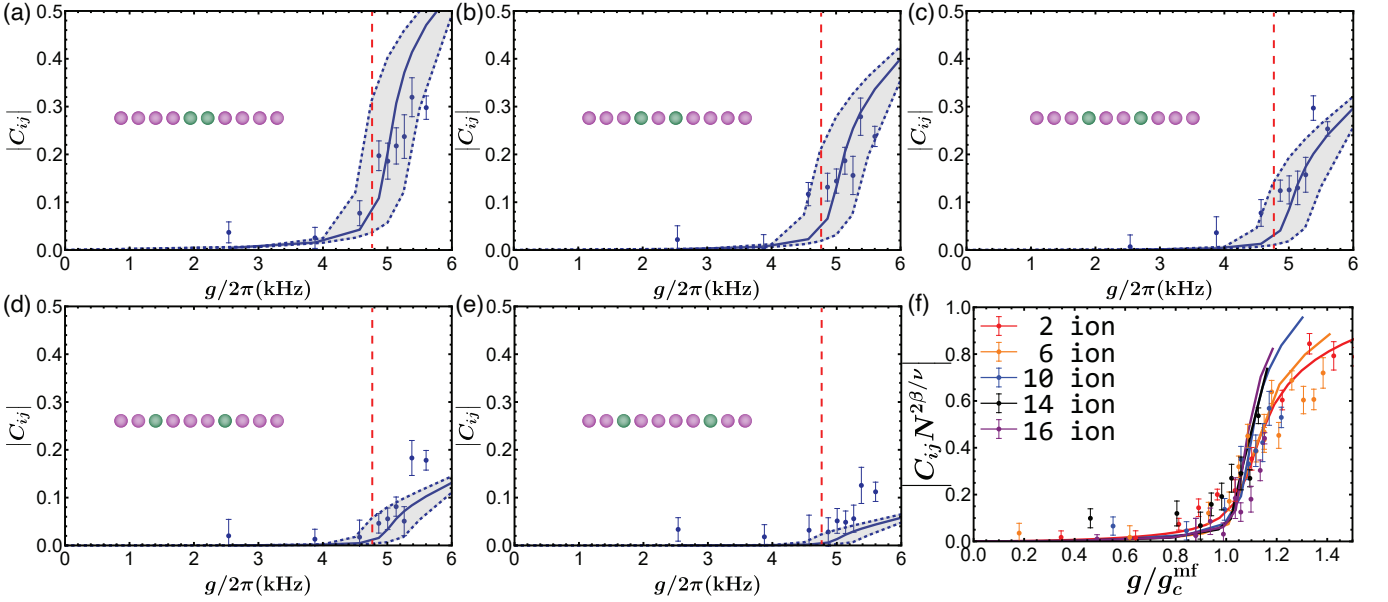 (a)
|C_ij|
0.5
0.4
0.3
0.2
0.1
0.0
0 1 2 3 4 5 6
g/2π(kHz)
(b)
|C_ij|
0.5
0.4
0.3
0.2
0.1
0.0
0 1 2 3 4 5 6
g/2π(kHz)
(c)
|C_ij|
0.5
0.4
0.3
0.2
0.1
0.0
0 1 2 3 4 5 6
g/2π(kHz)
(d)
|C_ij|
0.5
0.4
0.3
0.2
0.1
0.0
0 1 2 3 4 5 6
g/2π(kHz)
(e)
|C_ij|
0.5
0.4
0.3
0.2
0.1
0.0
0 1 2 3 4 5 6
g/2π(kHz)
(f)
|C_ij N^{2β/ν}|
1.0
0.8
0.6
0.4
0.2
0.0
2 ion
6 ion
10 ion
14 ion
16 ion
0.0 0.2 0.4 0.6 0.8 1.0 1.2 1.4
g/g_c^mf